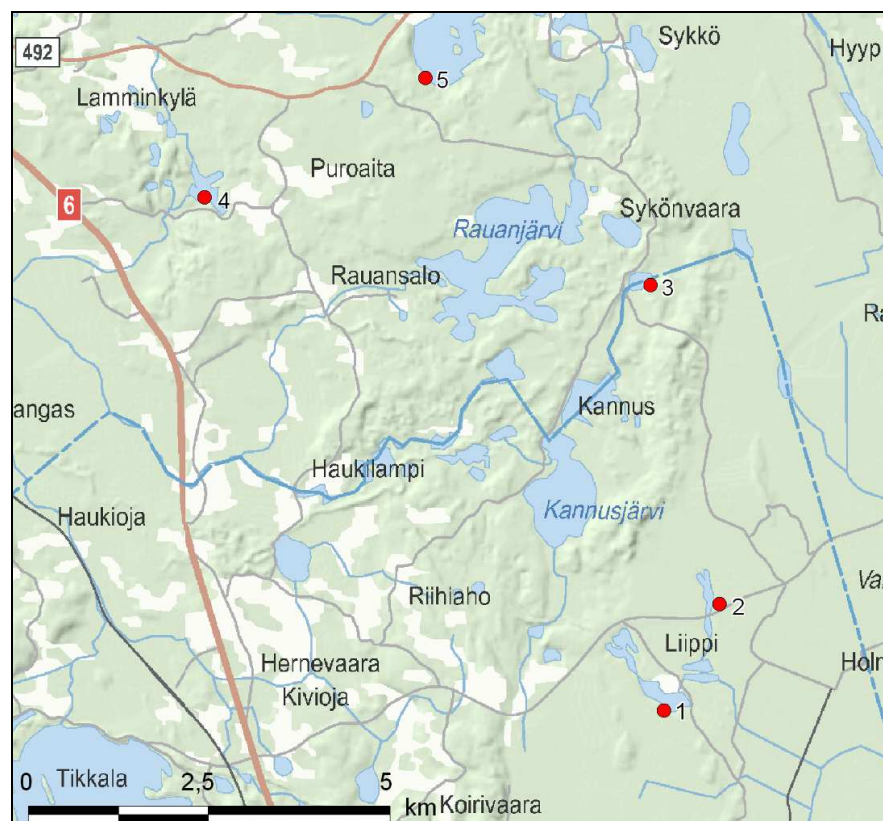 Sykkö
492
Hyyp
5
Lamminkylä
Puroaita
6
4
Sykönvaara
Rauanjärvi
Rauansalo
3
Ra
angas
Kannus
Haukilampi
Haukioja
Kannusjärvi
Riihiaho
Va
2
Liippi
Hernevaara
Holm
Kivioja
1
0 Tikkala 2,5 5
km Koirivaara